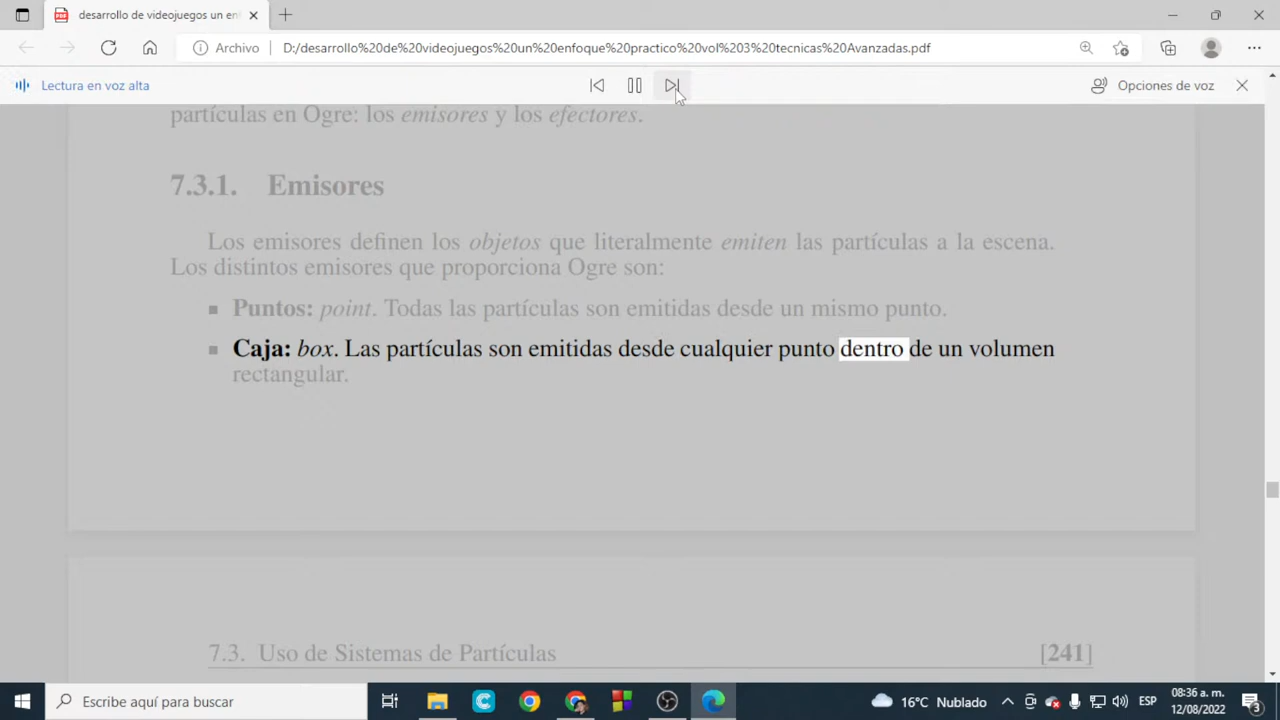 desarrollo de videojuegos un en
Archivo
D:/desarrollo%20de%20videojuegos%20un%20enfoque%20practico%20vol%203%20tecnicas%20Avanzadas.pdf
Lectura en voz alta
Opciones de voz
partículas en Ogre: los emisores y los efectores.
7.3.1. Emisores
Los emisores definen los objetos que literalmente emiten las partículas a la escena.
Los distintos emisores que proporciona Ogre son:
Puntos: point. Todas las partículas son emitidas desde un mismo punto.
Caja: box. Las partículas son emitidas desde cualquier punto dentro de un volumen
rectangular.
7.3. Uso de Sistemas de Partículas [241]
Escribe aquí para buscar
16°C Nublado
ESP
08:36 a. m.
12/08/2022
3